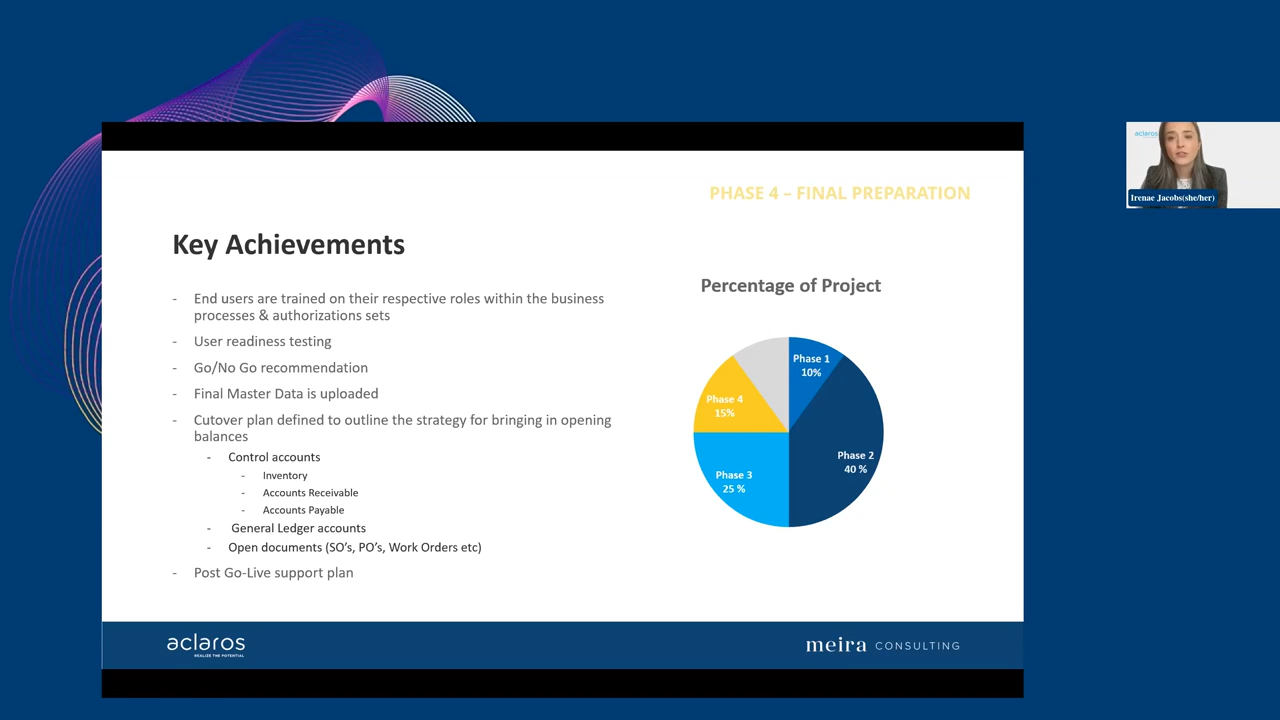 PHASE 4 – FINAL PREPARATION
Key Achievements
- End users are trained on their respective roles within the business
processes & authorizations sets
- User readiness testing
- Go/No Go recommendation
- Final Master Data is uploaded
- Cutover plan defined to outline the strategy for bringing in opening
balances
- Control accounts
- Inventory
- Accounts Receivable
- Accounts Payable
- General Ledger accounts
- Open documents (SO's, PO's, Work Orders etc)
- Post Go-Live support plan
Percentage of Project
Phase 1
10%
Phase 2
40 %
Phase 3
25 %
Phase 4
15%
aclaros
REALIZE THE POTENTIAL
meira CONSULTING
aclaros
Irenae Jacobs(she/her)